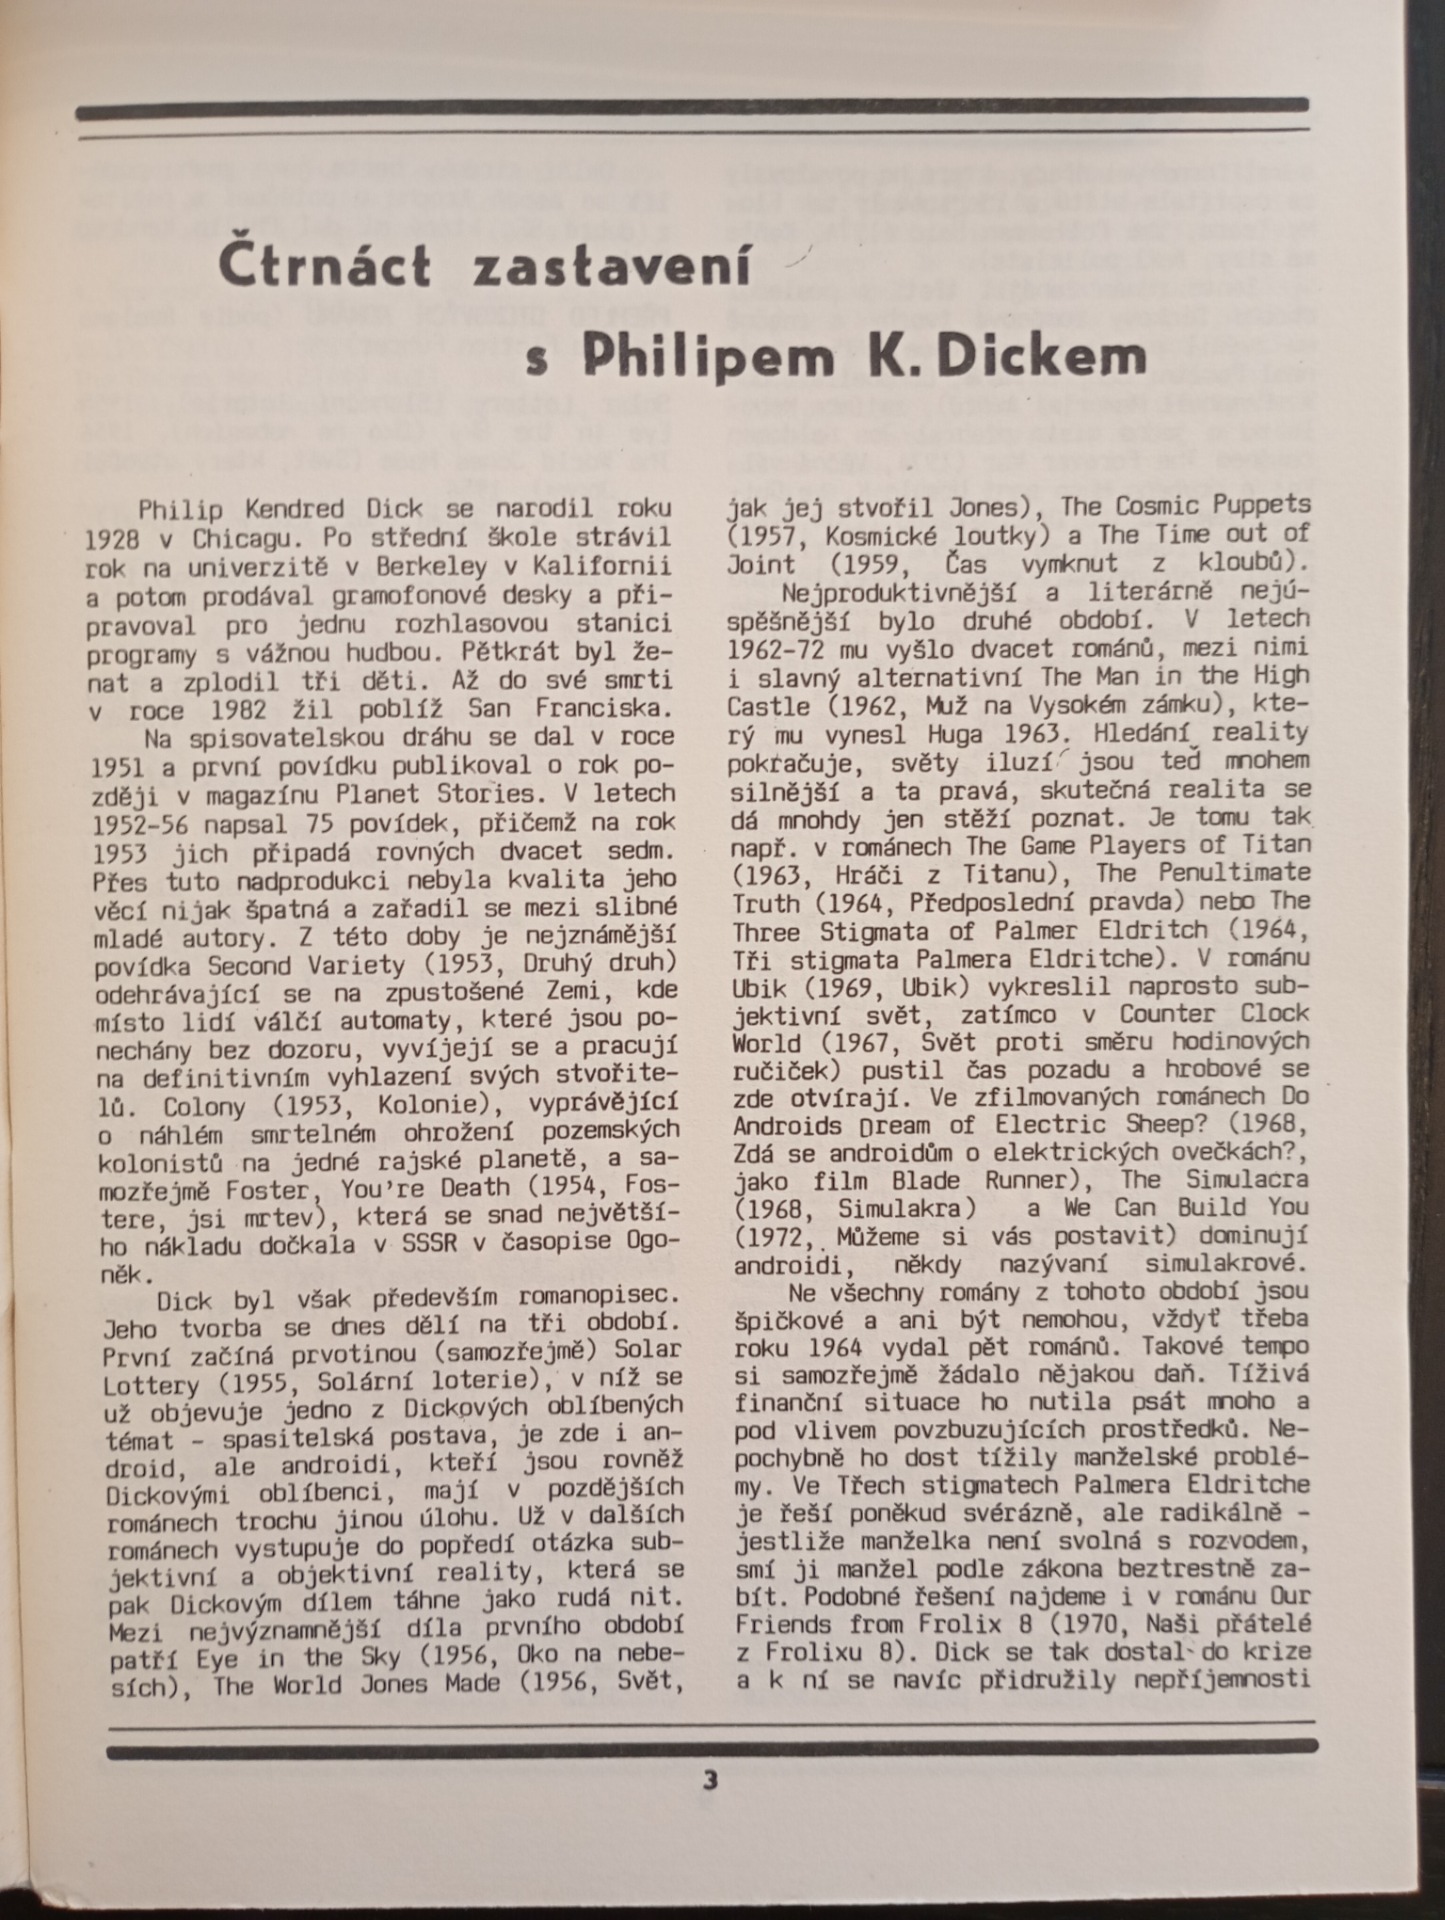 Čtrnáct zastavení
s Philipem K. Dickem
Philip Kendred Dick se narodil roku
1928 v Chicagu. Po střední škole strávil
rok na univerzitě v Berkeley v Kalifornii
a potom prodával gramofonové desky a při-
pravoval pro jednu rozhlasovou stanici
programy s vážnou hudbou. Pětkrát byl že-
nat a zplodil tři děti. Až do své smrti
v roce 1982 žil poblíž San Franciska.
Na spisovatelskou dráhu se dal v roce
1951 a první povídku publikoval o rok po-
zději v magazínu Planet Stories. V letech
1952-56 napsal 75 povídek, přičemž na rok
1953 jich připadá rovných dvacet sedm.
Přes tuto nadprodukci nebyla kvalita jeho
věcí nijak špatná a zařadil se mezi slibné
mladé autory. Z této doby je nejznámější
povídka Second Variety (1953, Druhý druh)
odehrávající se na zpustošené Zemi, kde
místo lidí válčí automaty, které jsou po-
nechány bez dozoru, vyvíjejí se a pracují
na definitivním vyhlazení svých stvořite-
lů. Colony (1953, Kolonie), vyprávějící
o náhlém smrtelném ohrožení pozemských
kolonistů na jedné rajské planetě, a sa-
mozřejmě Foster, You're Death (1954, Fos-
tere, jsi mrtev), která se snad největší-
ho nákladu dočkala v SSSR v časopise Ogo-
něk.
Dick byl však především romanopisec.
Jeho tvorba se dnes dělí na tři období.
První začíná prvotinou (samozřejmě) Solar
Lottery (1955, Solární loterie), v níž se
už objevuje jedno z Dickových oblíbených
témat - spasitelská postava, je zde i an-
droid, ale androidi, kteří jsou rovněž
Dickovými oblíbenci, mají v pozdějších
románech trochu jinou úlohu. Už v dalších
románech vystupuje do popředí otázka sub-
jektivní a objektivní reality, která se
pak Dickovým dílem táhne jako rudá nit.
Mezi nejvýznamnější díla prvního období
patří Eye in the Sky (1956, Oko na nebe-
sích), The World Jones Made (1956, Svět,
jak jej stvořil Jones), The Cosmic Puppets
(1957, Kosmické loutky) a The Time out of
Joint (1959, Čas vymknut z kloubů).
Nejproduktivnější a literárně nejú-
spěšnější bylo druhé období. V letech
1962-72 mu vyšlo dvacet románů, mezi nimi
i slavný alternativní The Man in the High
Castle (1962, Muž na Vysokém zámku), kte-
rý mu vynesl Huga 1963. Hledání reality
pokračuje, světy iluzí jsou teď mnohem
silnější a ta pravá, skutečná realita se
dá mnohdy jen stěží poznat. Je tomu tak
např. v románech The Game Players of Titan
(1963, Hráči z Titanu), The Penultimate
Truth (1964, Předposlední pravda) nebo The
Three Stigmata of Palmer Eldritch (1964,
Tři stigmata Palmera Eldritche). V románu
Ubik (1969, Ubik) vykreslil naprosto sub-
jektivní svět, zatímco v Counter Clock
World (1967, Svět proti směru hodinových
ručiček) pustil čas pozadu a hrobové se
zde otvírají. Ve zfilmovaných románech Do
Androids Dream of Electric Sheep? (1968,
Zdá se androidům o elektrických ovečkách?,
jako film Blade Runner), The Simulacra
(1968, Simulakra) a We Can Build You
(1972, Můžeme si vás postavit) dominují
androidi, někdy nazývaní simulakrové.
Ne všechny romány z tohoto období jsou
špičkové a ani být nemohou, vždyť třeba
roku 1964 vydal pět románů. Takové tempo
si samozřejmě žádalo nějakou daň. Tíživá
finanční situace ho nutila psát mnoho a
pod vlivem povzbuzujících prostředků. Ne-
pochybně ho dost tížily manželské problé-
my. Ve Třech stigmatech Palmera Eldritche
je řeší poněkud svérázně, ale radikálně -
jestliže manželka není svolná s rozvodem,
smí ji manžel podle zákona beztrestně za-
bít. Podobné řešení najdeme i v románu Our
Friends from Frolix 8 (1970, Naši přátelé
z Frolixu 8). Dick se tak dostal do krize
a k ní se navíc přidružily nepříjemnosti
3